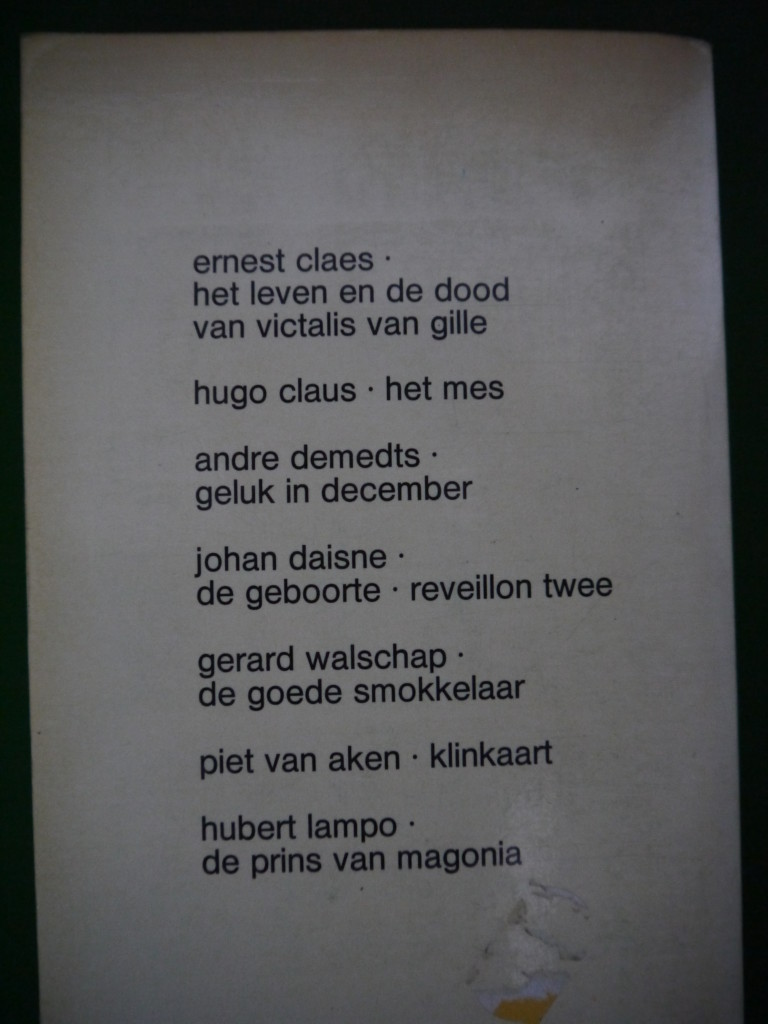 ernest claes ·
het leven en de dood
van victalis van gille
hugo claus · het mes
andre demedts ·
geluk in december
johan daisne ·
de geboorte · reveillon twee
gerard walschap ·
de goede smokkelaar
piet van aken · klinkaart
hubert lampo ·
de prins van magonia